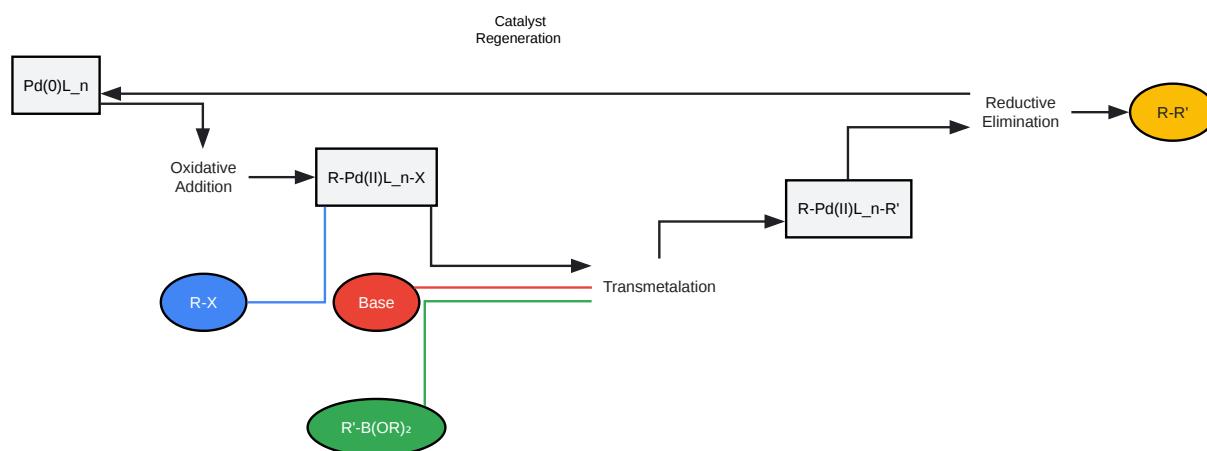 Catalyst
Regeneration
Pd(0)L_n
Reductive
Elimination
R-R'
Oxidative
Addition
R-Pd(II)L_n-X
R-Pd(II)L_n-R'
Transmetalation
R-X
Base
R'-B(OR)₂